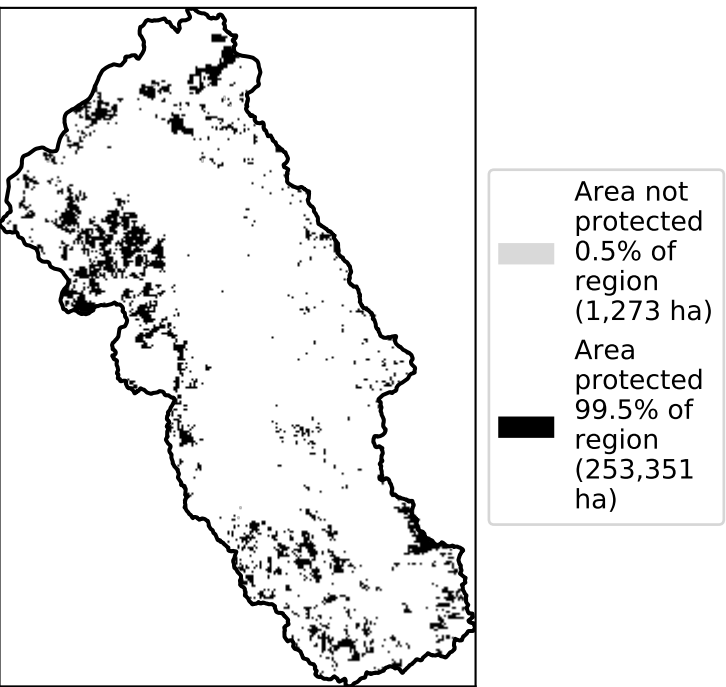 Area not
protected
0.5% of
region
(1,273 ha)
Area
protected
99.5% of
region
(253,351
ha)